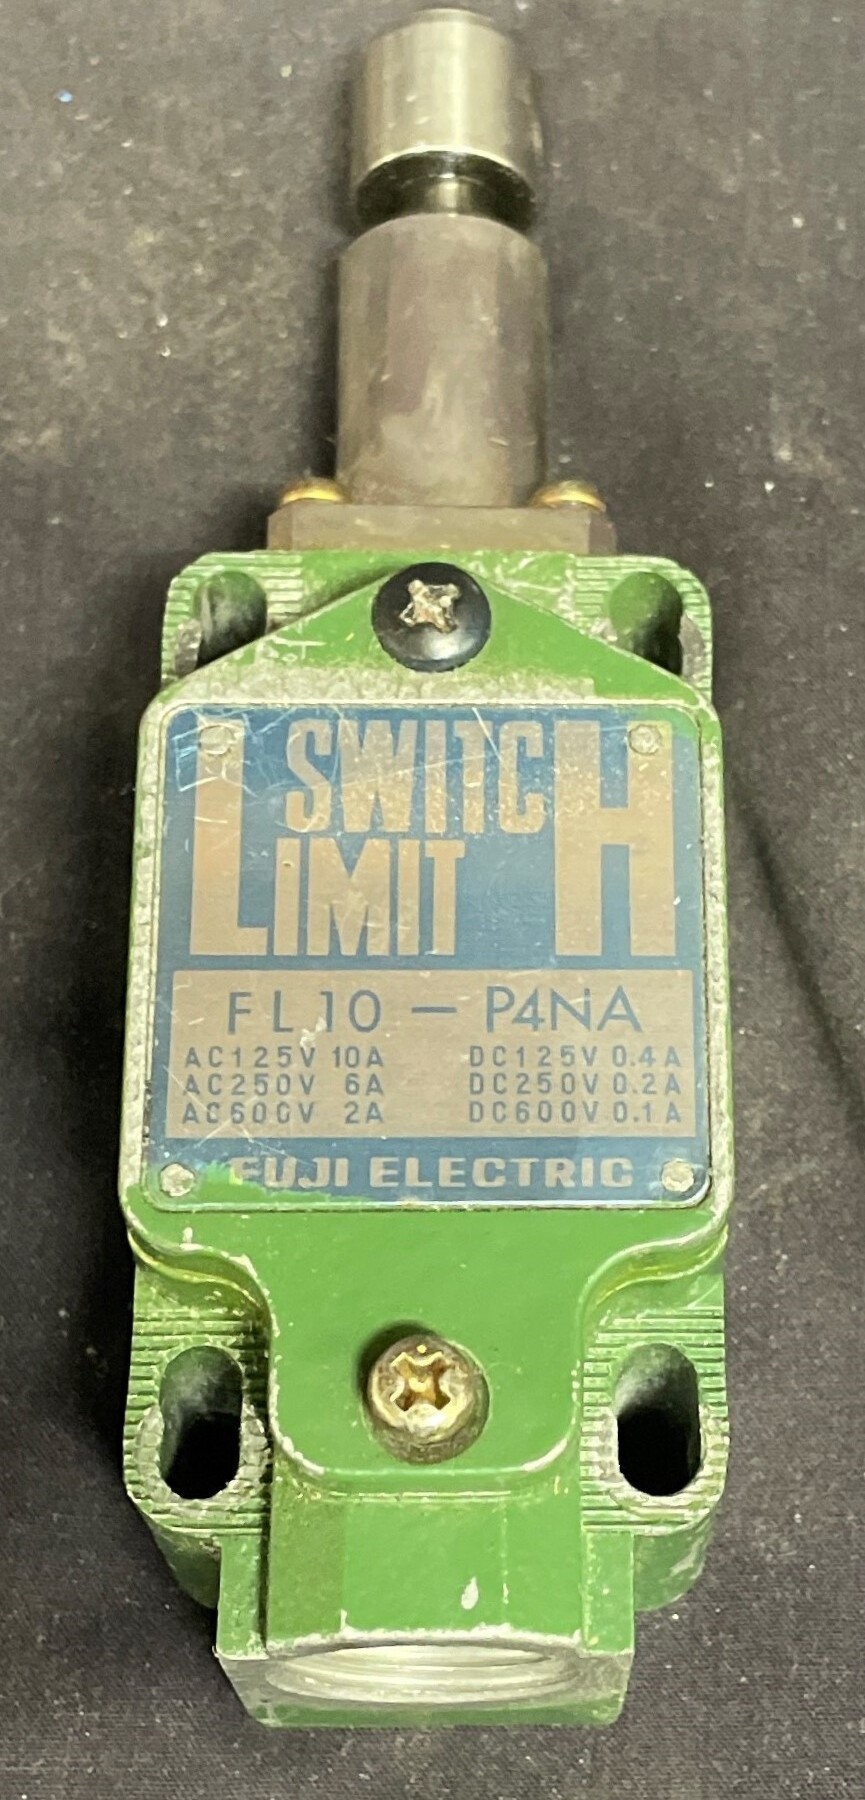 LIMIT SWITCH
FL10 - P4NA
AC125V 10A DC125V 0.4A
AC250V 6A DC250V 0.2A
AC600V 2A DC600V 0.1A
FUJI ELECTRIC